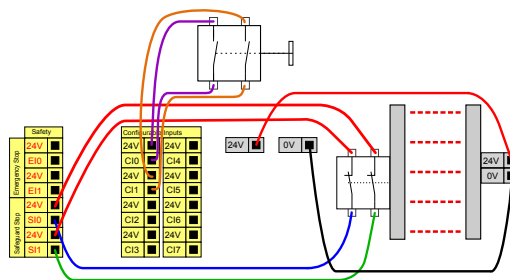 Safety
Emergency Stop
24V
EI0
24V
EI1
Safeguard Stop
24V
SI0
24V
SI1
Configurable Inputs
24V 24V
CI0 CI4
24V 24V
CI1 CI5
24V 24V
CI2 CI6
24V 24V
CI3 CI7
24V 0V
24V
0V